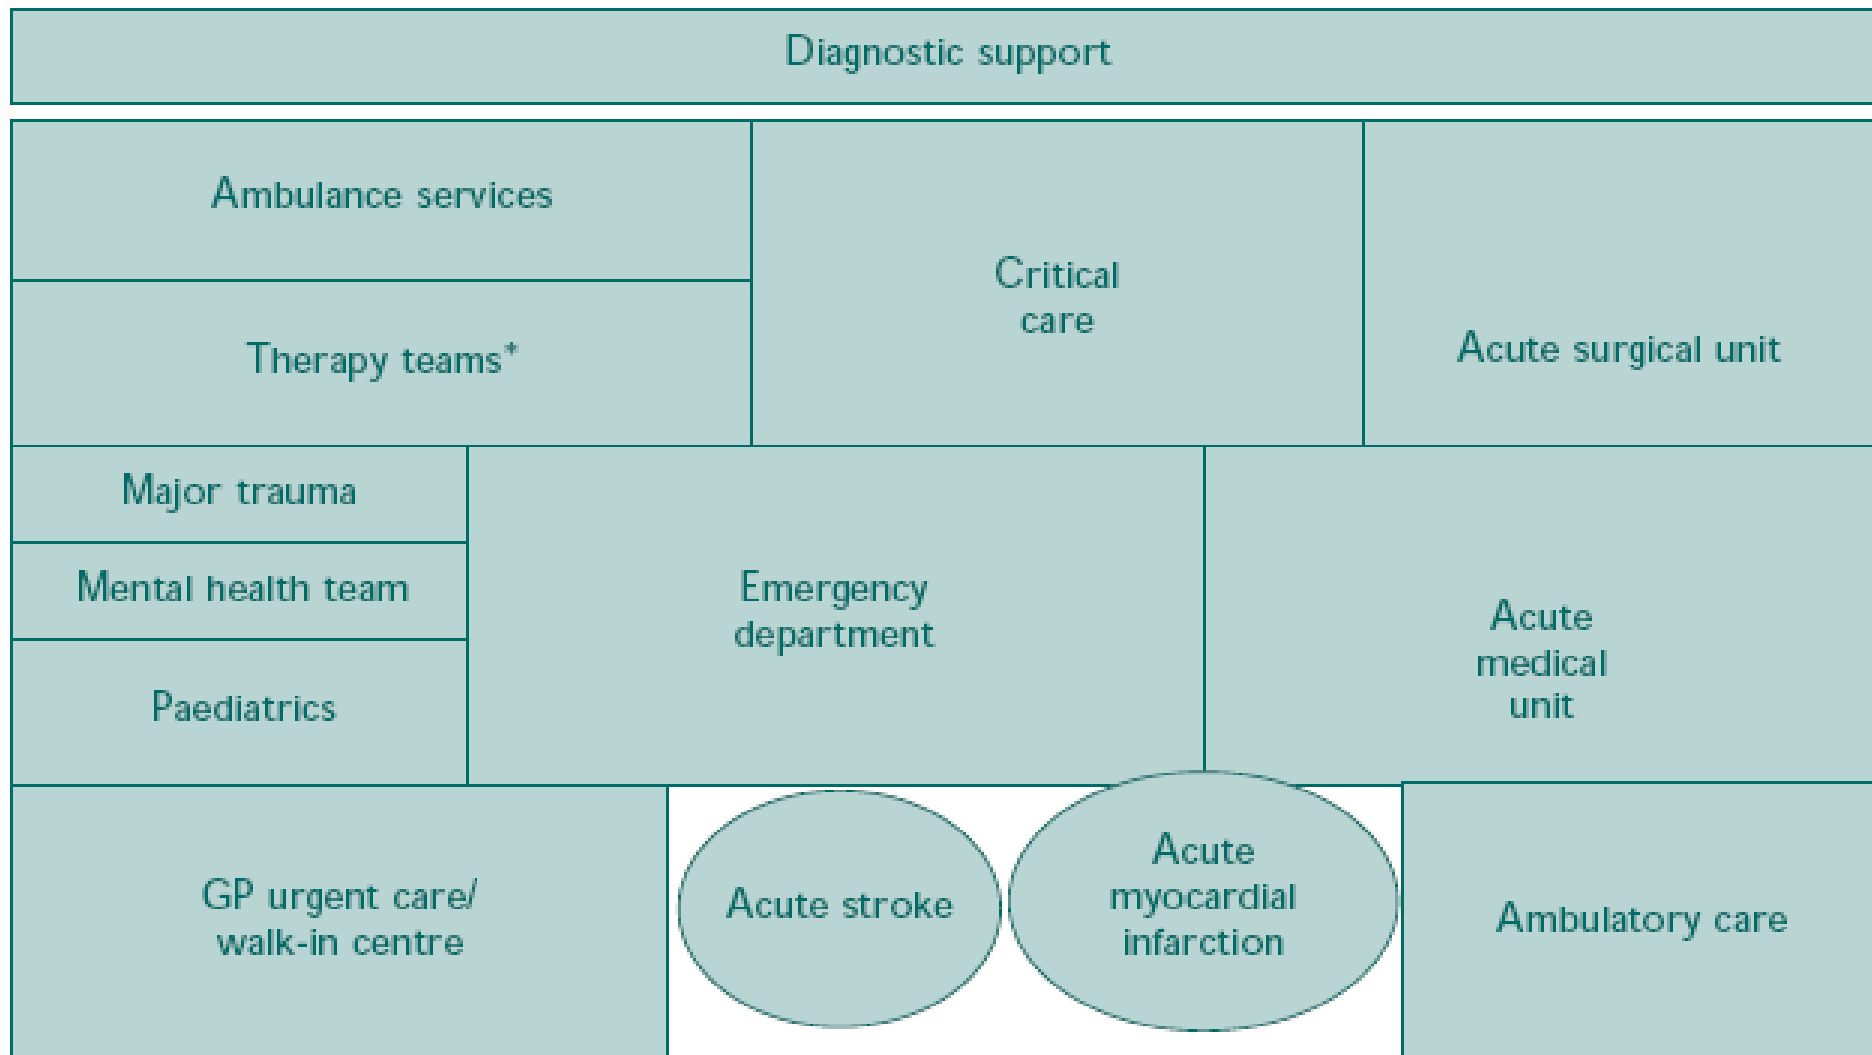 Diagnostic support
Ambulance services
Therapy teams*
Critical
care
Acute surgical unit
Major trauma
Mental health team
Paediatrics
Emergency
department
Acute
medical
unit
GP urgent care/
walk-in centre
Acute stroke
Acute
myocardial
infarction
Ambulatory care